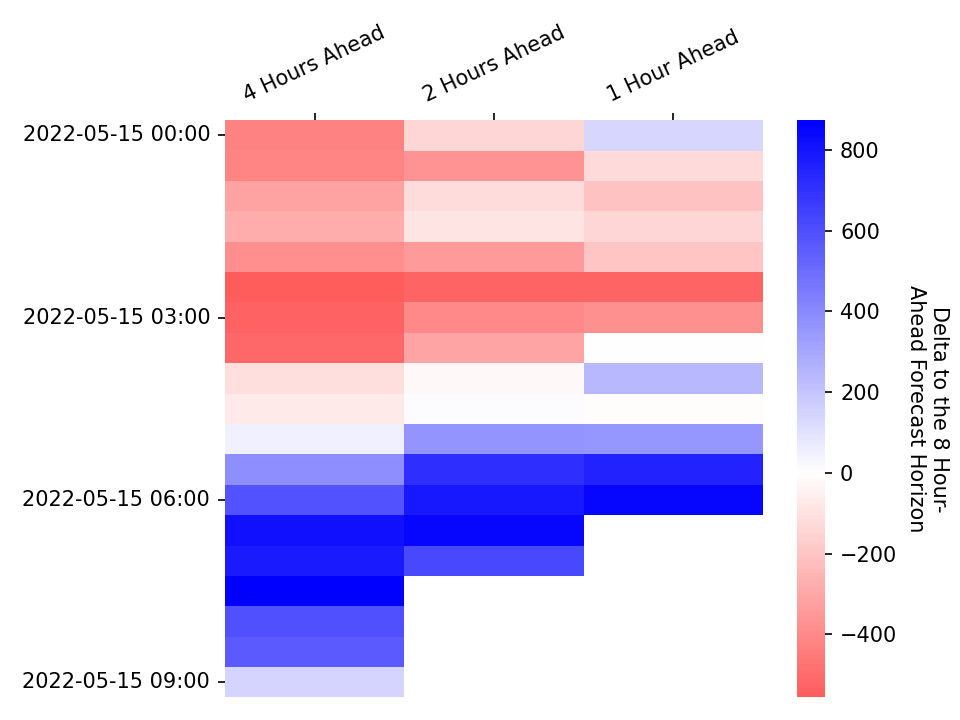 4 Hours Ahead
2 Hours Ahead
1 Hour Ahead
2022-05-15 00:00
2022-05-15 03:00
2022-05-15 06:00
2022-05-15 09:00
800
600
400
200
0
−200
−400
Delta to the 8 Hour-
Ahead Forecast Horizon